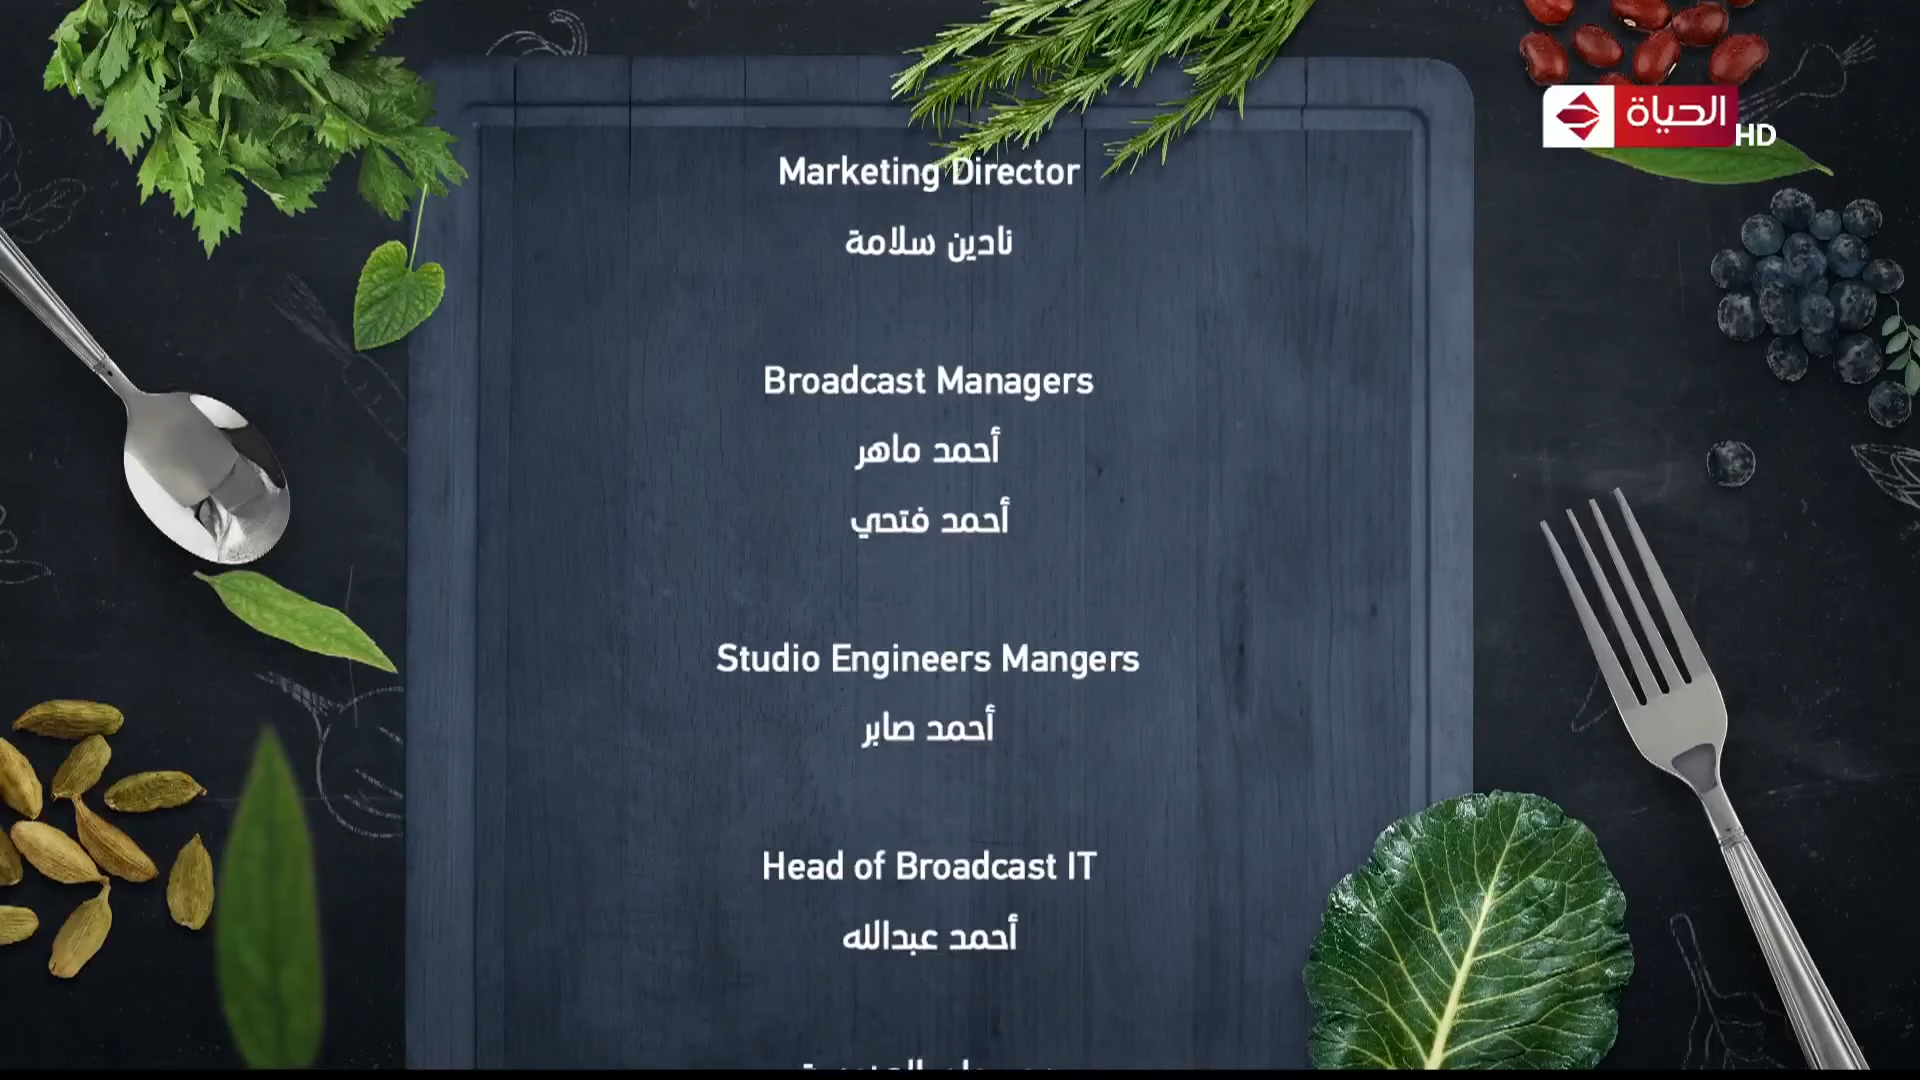 الحياة
HD
Marketing Director
نادين سلامة
Broadcast Managers
أحمد ماهر
أحمد فتحي
Studio Engineers Mangers
أحمد صابر
Head of Broadcast IT
أحمد عبدالله